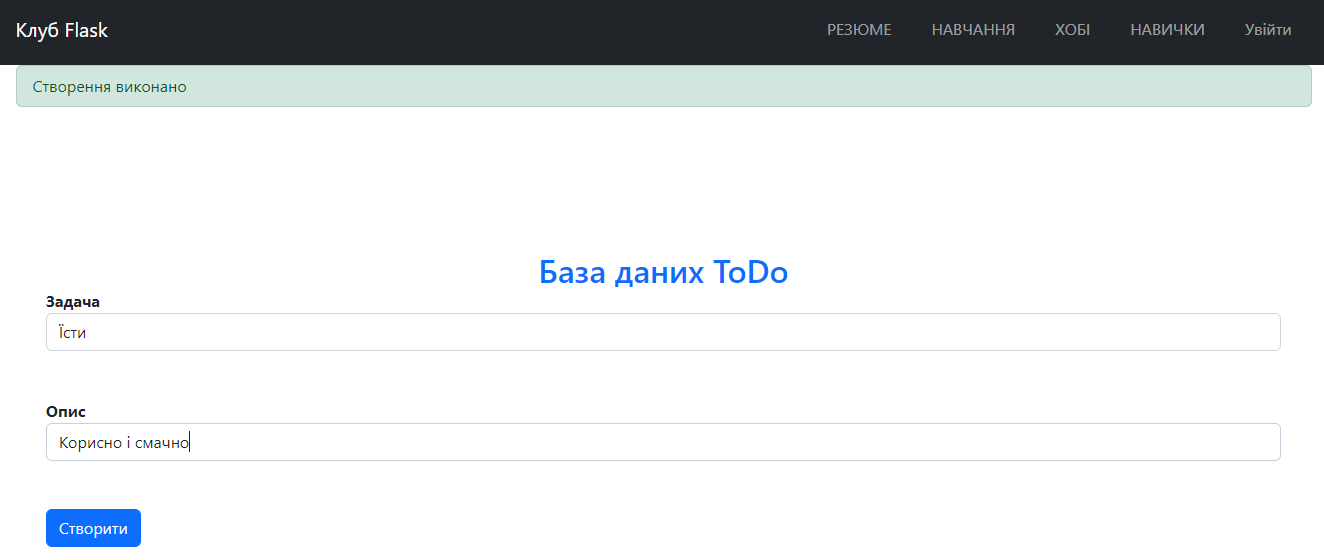 Клуб Flask РЕЗЮМЕ НАВЧАННЯ ХОБІ НАВИЧКИ Увійти
Створення виконано
База даних ToDo
Задача
Їсти
Опис
Корисно і смачно
Створити